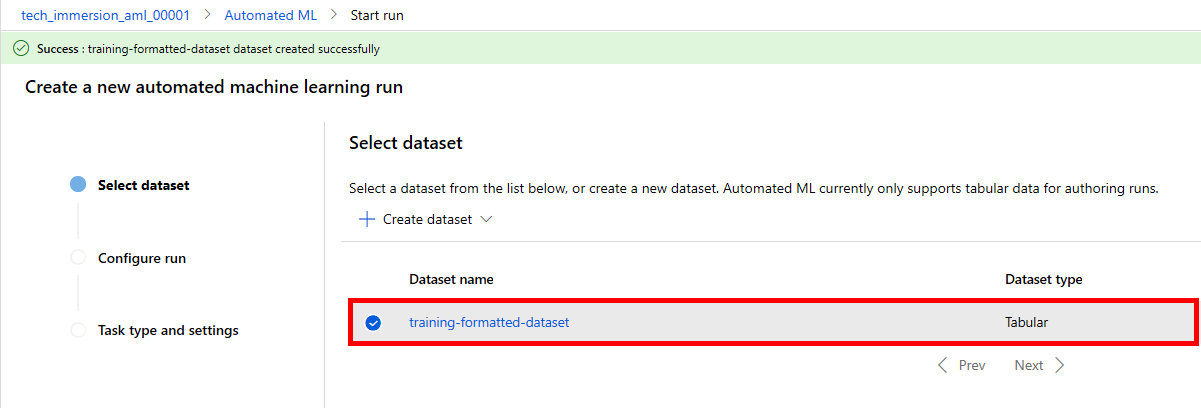 tech_immersion_aml_00001 > Automated ML > Start run
Success : training-formatted-dataset dataset created successfully
Create a new automated machine learning run
Select dataset
Configure run
Task type and settings
Select dataset
Select a dataset from the list below, or create a new dataset. Automated ML currently only supports tabular data for authoring runs.
Create dataset
Dataset name Dataset type
training-formatted-dataset Tabular
Prev Next